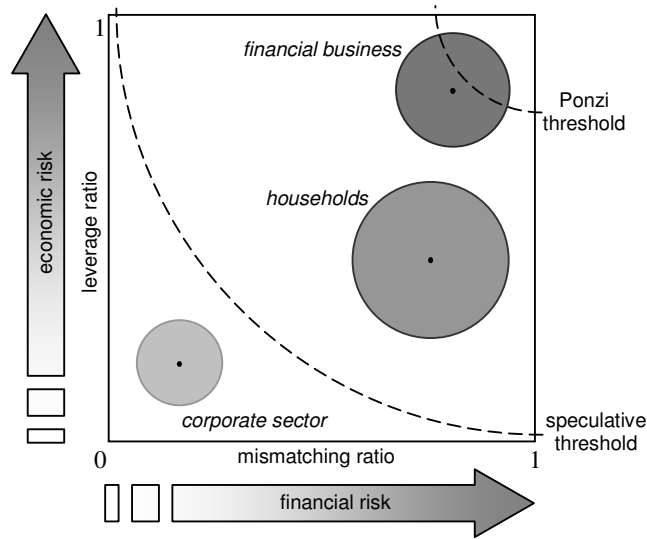 1
financial business
Ponzi
threshold
households
economic risk
leverage ratio
corporate sector
speculative
threshold
0
mismatching ratio
1
financial risk